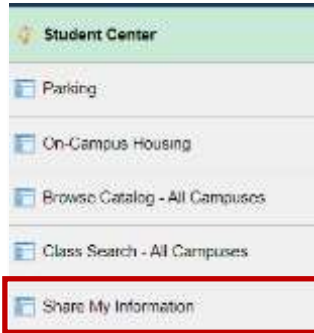 Student Center
Parking
On-Campus Housing
Browse Catalog - All Campuses
Class Search - All Campuses
Share My Information